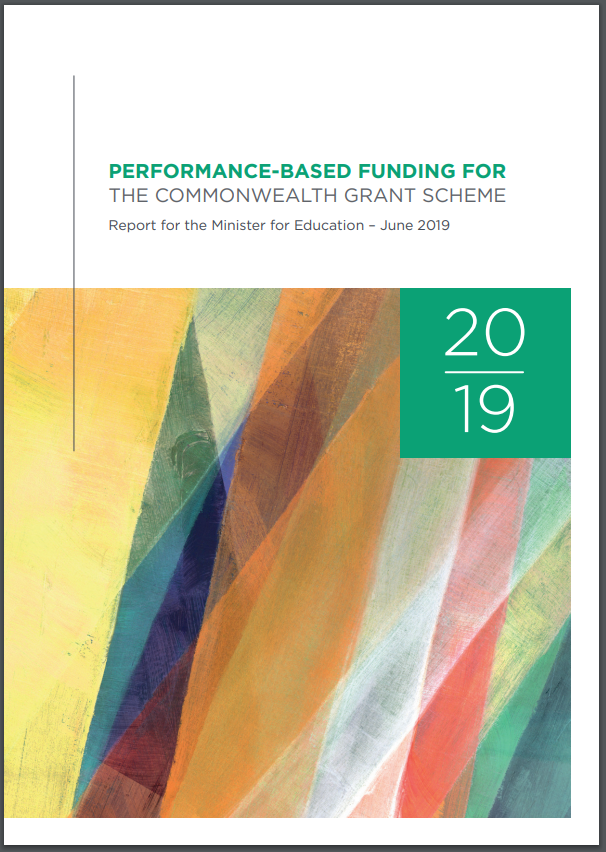 PERFORMANCE-BASED FUNDING FOR
THE COMMONWEALTH GRANT SCHEME
Report for the Minister for Education – June 2019
20
19